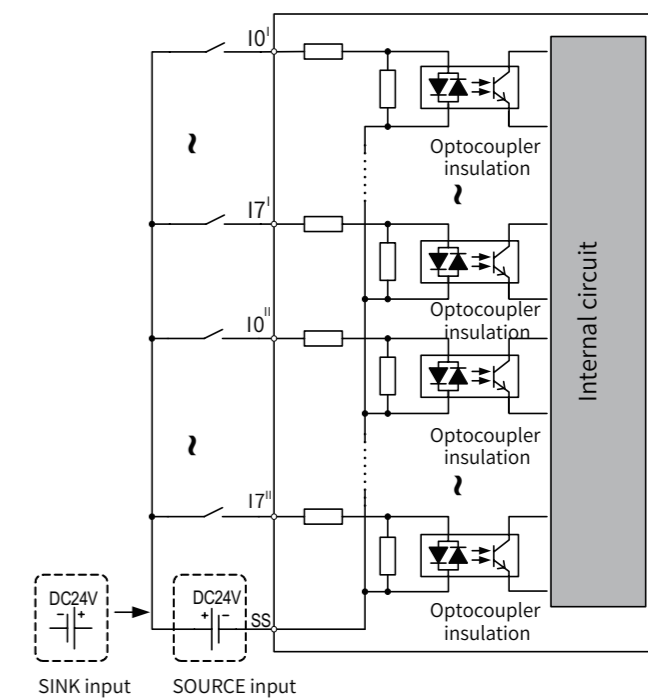 I0I
Optocoupler
insulation
I7I
Optocoupler
insulation
I0II
Optocoupler
insulation
I7II
Optocoupler
insulation
Internal circuit
DC24V
− +
DC24V
+ −
SS
SINK input
SOURCE input